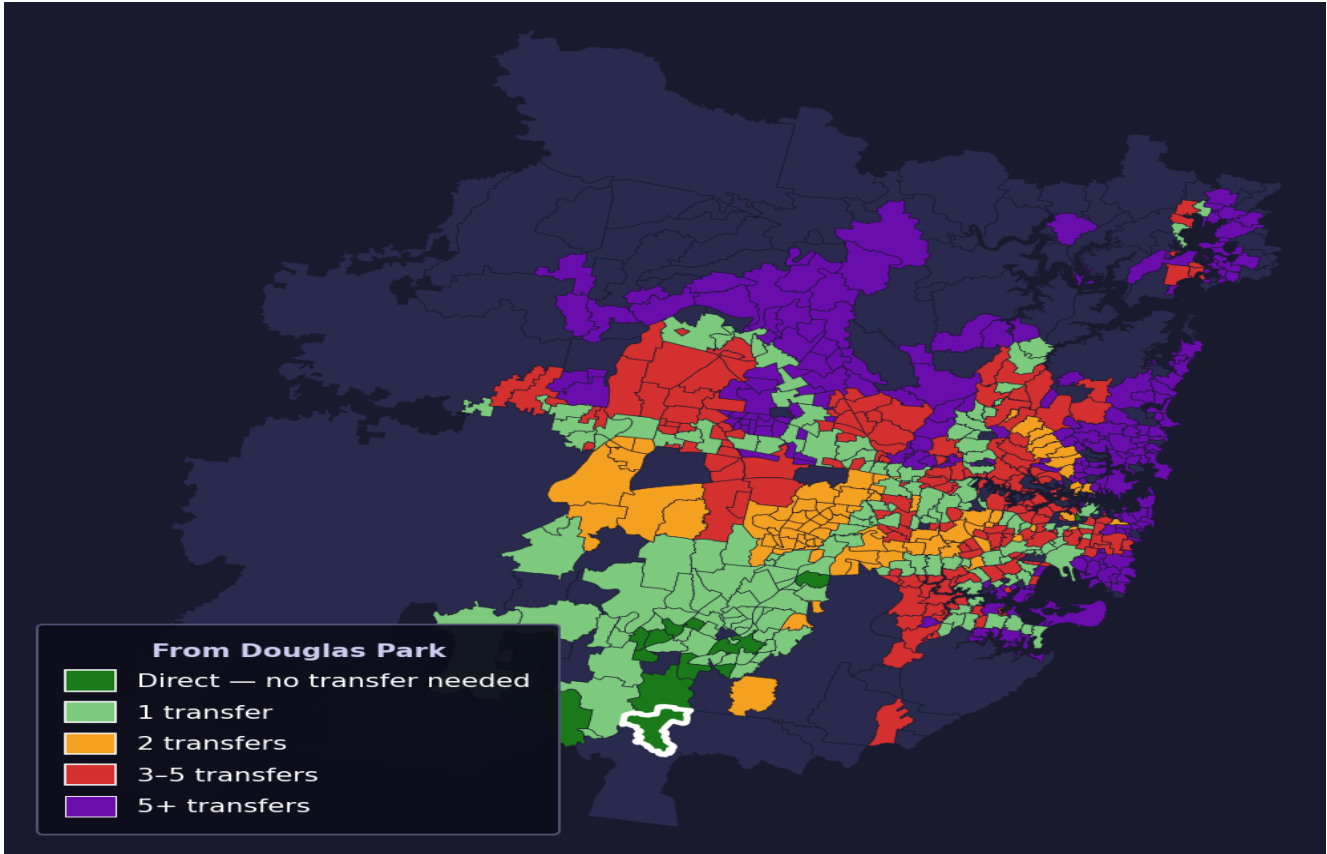 From Douglas Park
Direct — no transfer needed
1 transfer
2 transfers
3–5 transfers
5+ transfers